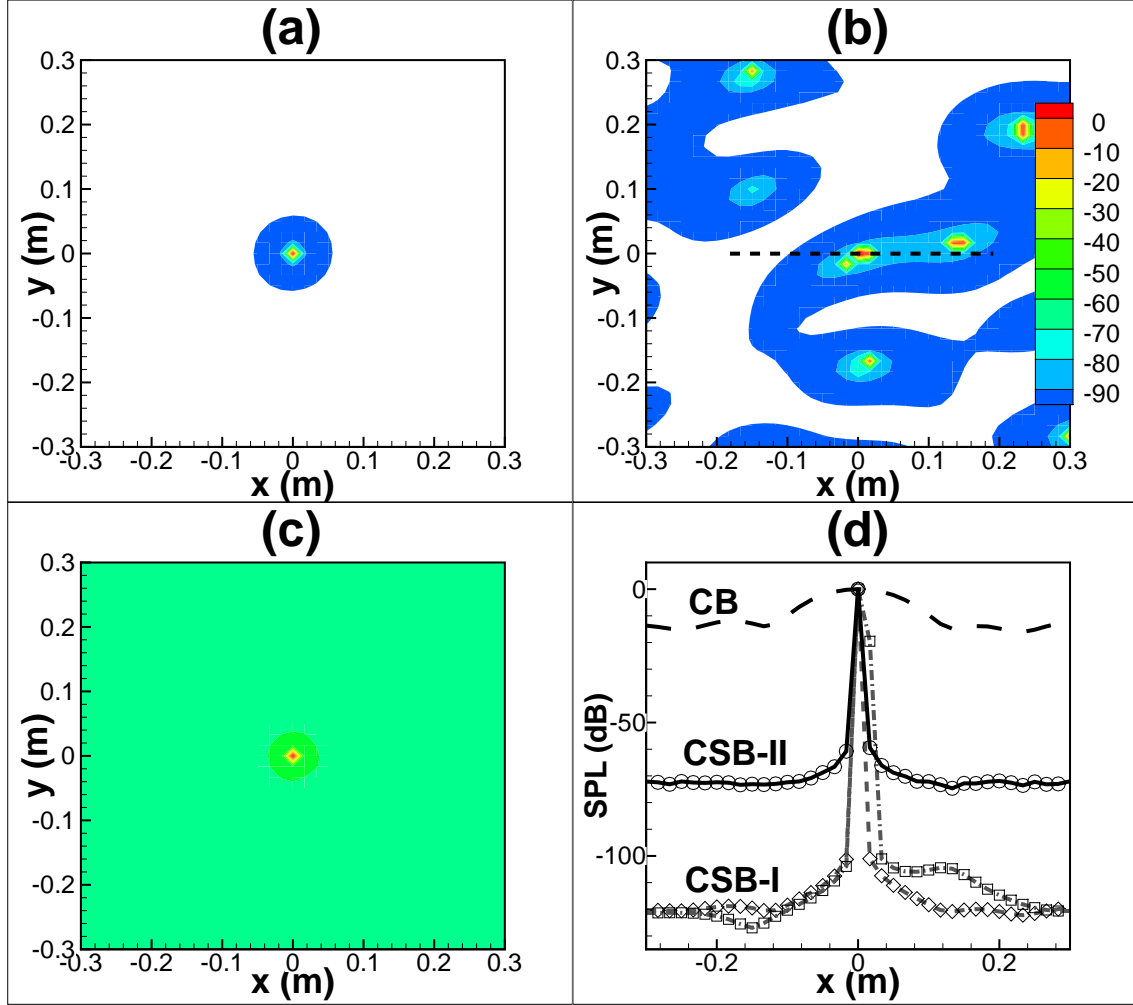 (a)
0.3
0.2
0.1
0
-0.1
-0.2
-0.3
y (m)
-0.3 -0.2 -0.1 0 0.1 0.2 0.3
x (m)
(b)
0.3
0.2
0.1
0
-0.1
-0.2
-0.3
y (m)
-0.2 -0.1 0 0.1 0.2 0.3
x (m)
0
-10
-20
-30
-40
-50
-60
-70
-80
-90
(c)
0.3
0.2
0.1
0
-0.1
-0.2
-0.3
y (m)
-0.3 -0.2 -0.1 0 0.1 0.2 0.3
x (m)
(d)
0
-50
-100
SPL (dB)
CB
CSB-II
CSB-I
-0.2 0 0.2
x (m)